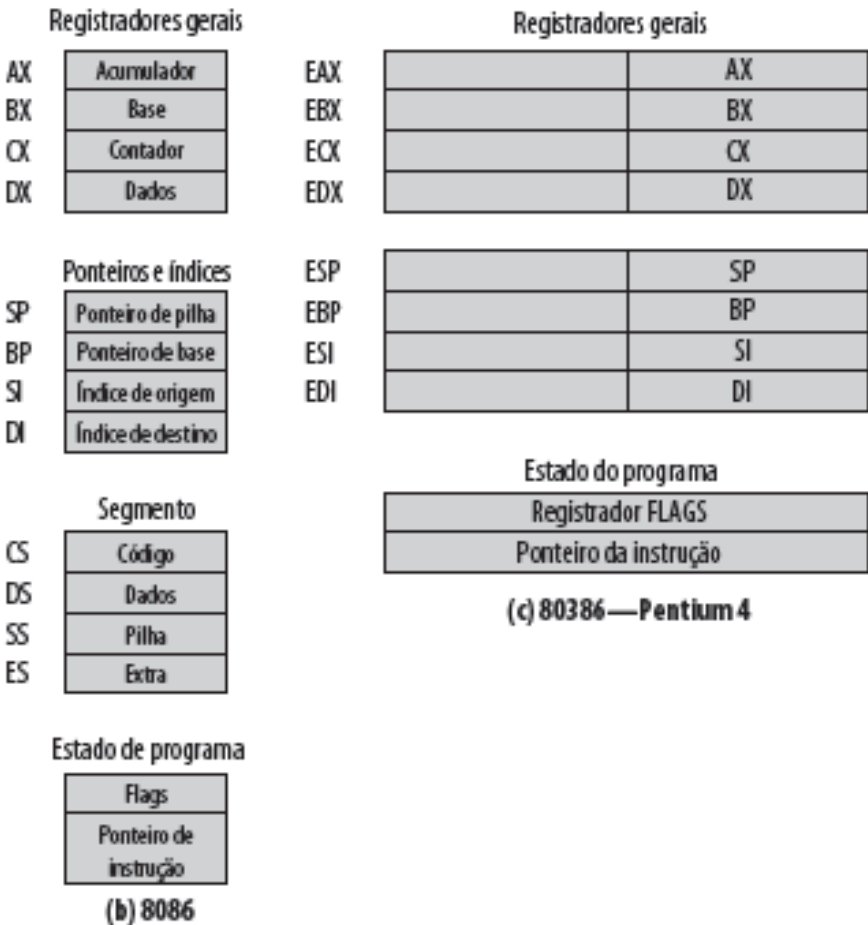 Registradores gerais
AX Acumulador
BX Base
CX Contador
DX Dados
Ponteiros e índices
SP Ponteiro de pilha
BP Ponteiro de base
SI Índice de origem
DI Índice de destino
Segmento
CS Código
DS Dados
SS Pilha
ES Extra
Estado de programa
Flags
Ponteiro de
instrução
(b) 8086
Registradores gerais
EAX AX
EBX BX
ECX CX
EDX DX
ESP SP
EBP BP
ESI SI
EDI DI
Estado do programa
Registrador FLAGS
Ponteiro da instrução
(c) 80386—Pentium 4